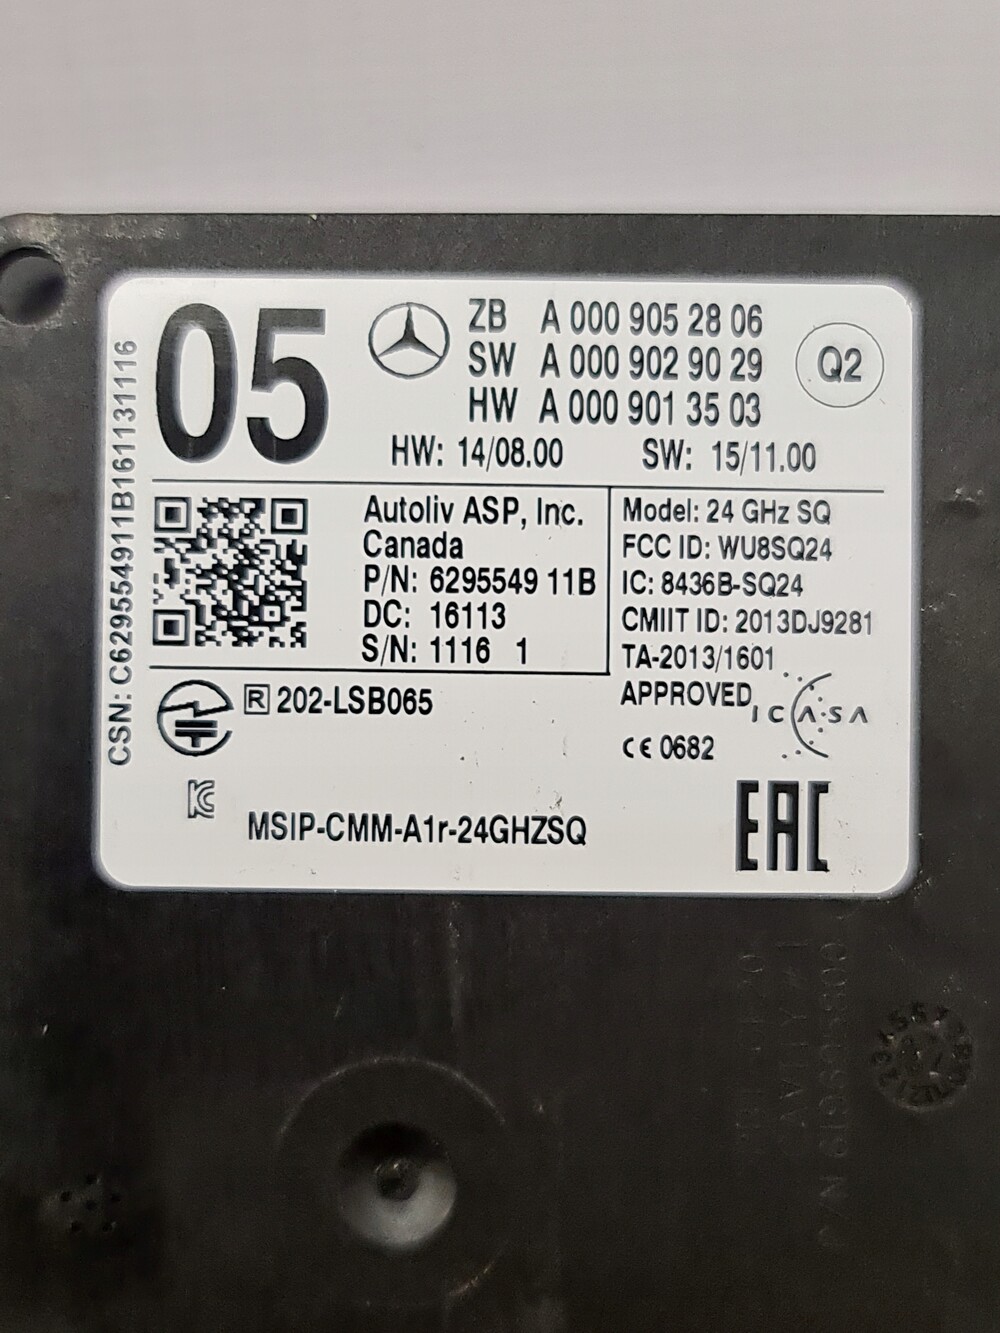 05
ZB A 000 905 28 06
SW A 000 902 90 29
HW A 000 901 35 03
Q2
HW: 14/08.00 SW: 15/11.00
CSN: C629554911B161131116
Autoliv ASP, Inc.
Canada
P/N: 6295549 11B
DC: 16113
S/N: 1116 1
Model: 24 GHz SQ
FCC ID: WU8SQ24
IC: 8436B-SQ24
CMIIT ID: 2013DJ9281
TA-2013/1601
APPROVED
ICASA
CE 0682
R 202-LSB065
KC
MSIP-CMM-A1r-24GHZSQ
EAC